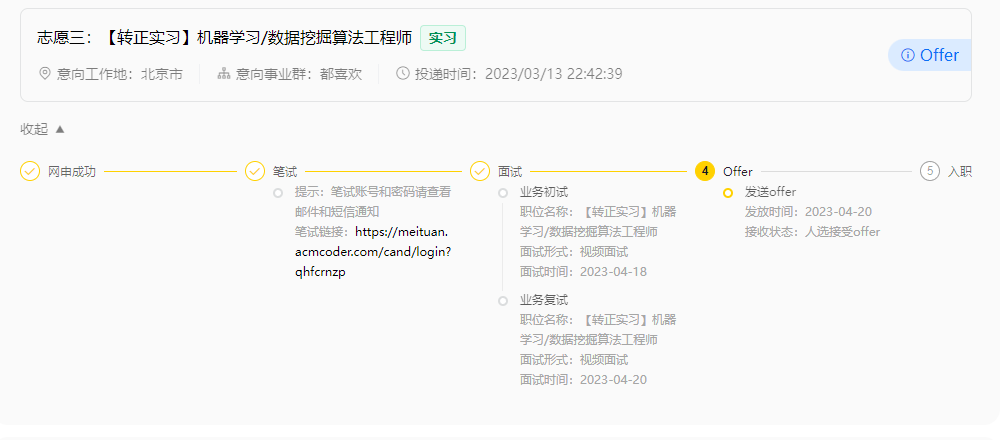 志愿三：【转正实习】机器学习/数据挖掘算法工程师 实习
意向工作地：北京市 意向事业群：都喜欢 投递时间：2023/03/13 22:42:39
Offer
收起 ▲
网申成功
笔试
提示：笔试账号和密码请查看
邮件和短信通知
笔试链接：https://meituan.
acmcoder.com/cand/login?
qhfcrnzp
面试
业务初试
职位名称：【转正实习】机器
学习/数据挖掘算法工程师
面试形式：视频面试
面试时间：2023-04-18
业务复试
职位名称：【转正实习】机器
学习/数据挖掘算法工程师
面试形式：视频面试
面试时间：2023-04-20
4 Offer
发送offer
发放时间：2023-04-20
接收状态：人选接受offer
5 入职